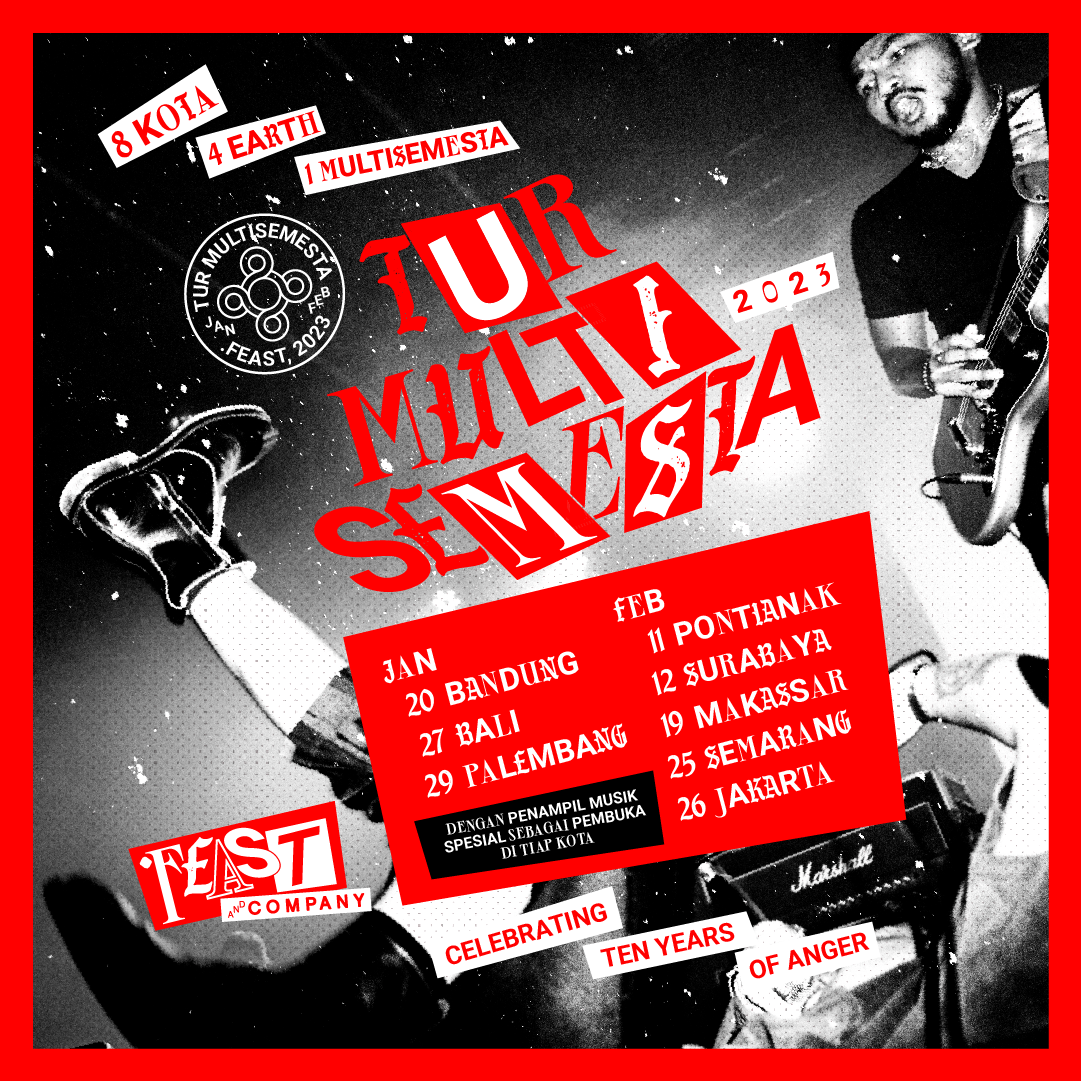 8 KOTA
4 EARTH
1 MULTISEMESTA
TUR MULTISEMESTA
JAN - FEB
.FEAST, 2023
TUR
MULTI
SEMESTA
2023
JAN
20 BANDUNG
27 BALI
29 PALEMBANG
FEB
11 PONTIANAK
12 SURABAYA
19 MAKASSAR
25 SEMARANG
26 JAKARTA
DENGAN PENAMPIL MUSIK
SPESIAL SEBAGAI PEMBUKA
DI TIAP KOTA
.FEAST
AND COMPANY
Marshall
CELEBRATING
TEN YEARS
OF ANGER